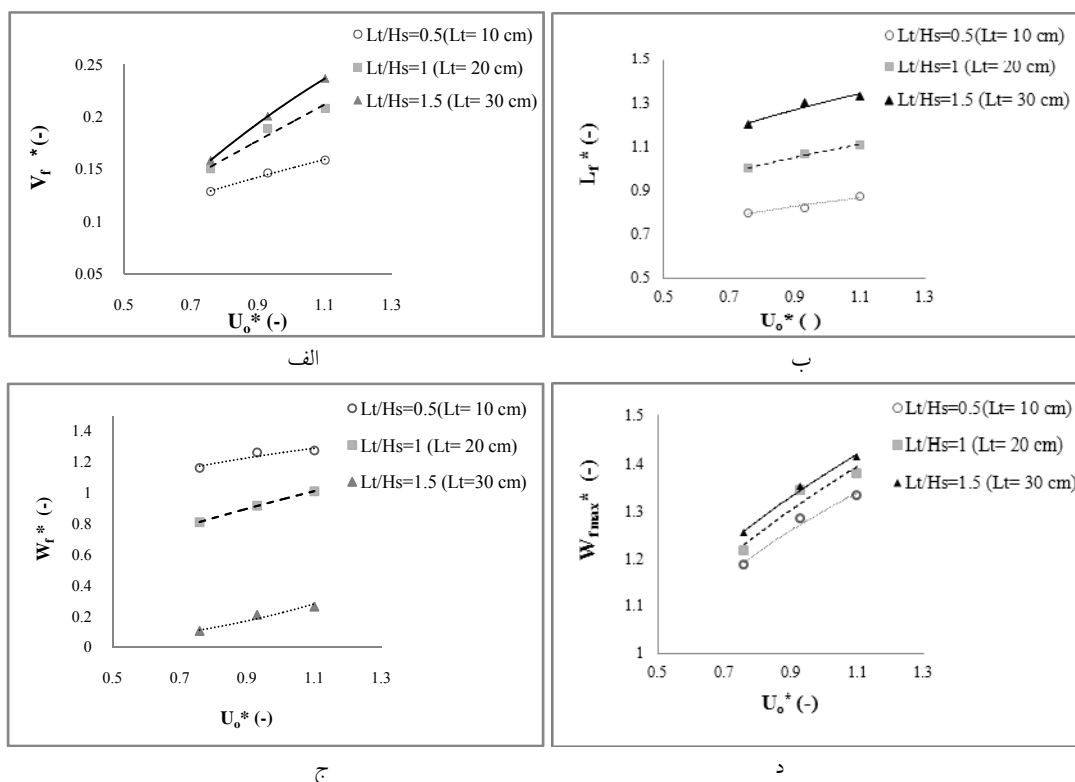 Lt/Hs=0.5(Lt= 10 cm)
Lt/Hs=1 (Lt= 20 cm)
Lt/Hs=1.5 (Lt= 30 cm)
0.25
0.2
0.15
0.1
0.05
V_f * (-)
0.5 0.7 0.9 1.1 1.3
U_o* (-)
الف
Lt/Hs=0.5 (Lt= 10 cm)
Lt/Hs=1 (Lt= 20 cm)
Lt/Hs=1.5 (Lt= 30 cm)
1.5
1.3
1.1
0.9
0.7
0.5
L_f * (-)
0.5 0.7 0.9 1.1 1.3
U_o* ( )
ب
Lt/Hs=0.5(Lt= 10 cm)
Lt/Hs=1 (Lt= 20 cm)
Lt/Hs=1.5 (Lt=30 cm)
1.4
1.2
1
0.8
0.6
0.4
0.2
0
W_f * (-)
0.5 0.7 0.9 1.1 1.3
U_o* (-)
ج
Lt/Hs=0.5(Lt= 10 cm)
Lt/Hs=1 (Lt= 20 cm)
Lt/Hs=1.5 (Lt= 30 cm)
1.5
1.4
1.3
1.2
1.1
1
W_fmax* (-)
0.5 0.7 0.9 1.1 1.3
U_o* (-)
د